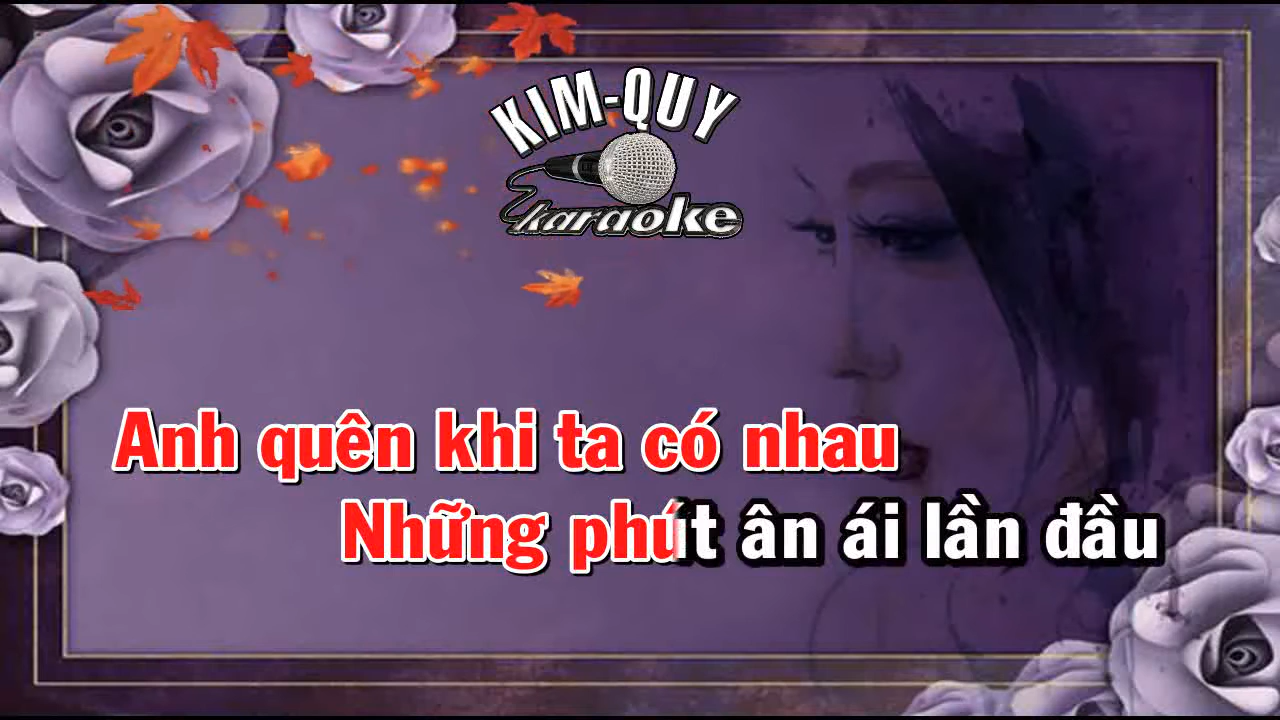 KIM-QUY
karaoke
Anh quên khi ta có nhau
Những phút ân ái lần đầu